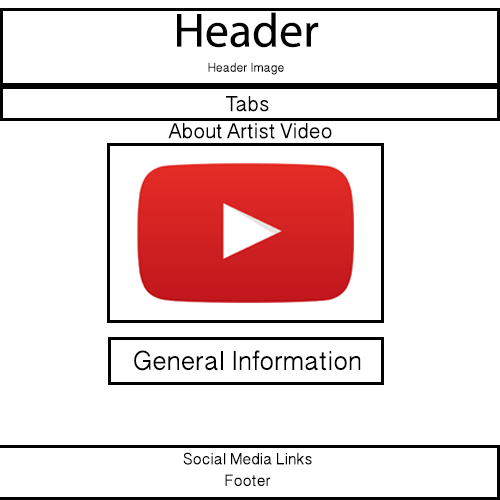 Header
Header Image
Tabs
About Artist Video
General Information
Social Media Links
Footer